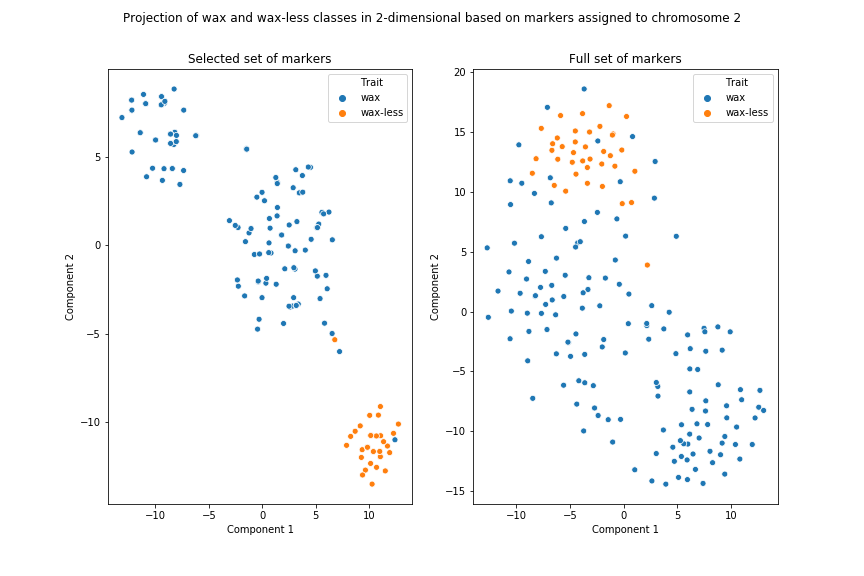 Projection of wax and wax-less classes in 2-dimensional based on markers assigned to chromosome 2
Selected set of markers
Trait
wax
wax-less
5
0
−5
−10
Component 2
−10
−5
0
5
10
Component 1
Full set of markers
Trait
wax
wax-less
20
15
10
5
0
−5
−10
−15
Component 2
−10
−5
0
5
10
Component 1